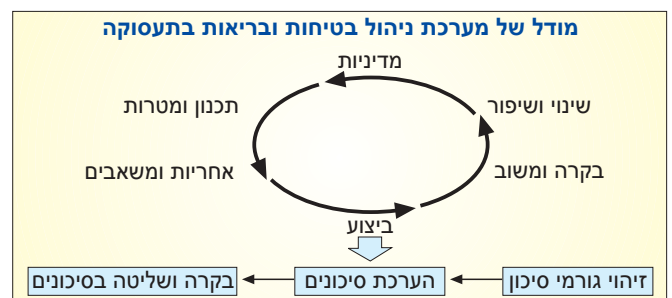 מודל של מערכת ניהול בטיחות ובריאות בתעסוקה
מדיניות
שינוי ושיפור
תכנון ומטרות
בקרה ומשוב
אחריות ומשאבים
ביצוע
זיהוי גורמי סיכון
הערכת סיכונים
בקרה ושליטה בסיכונים